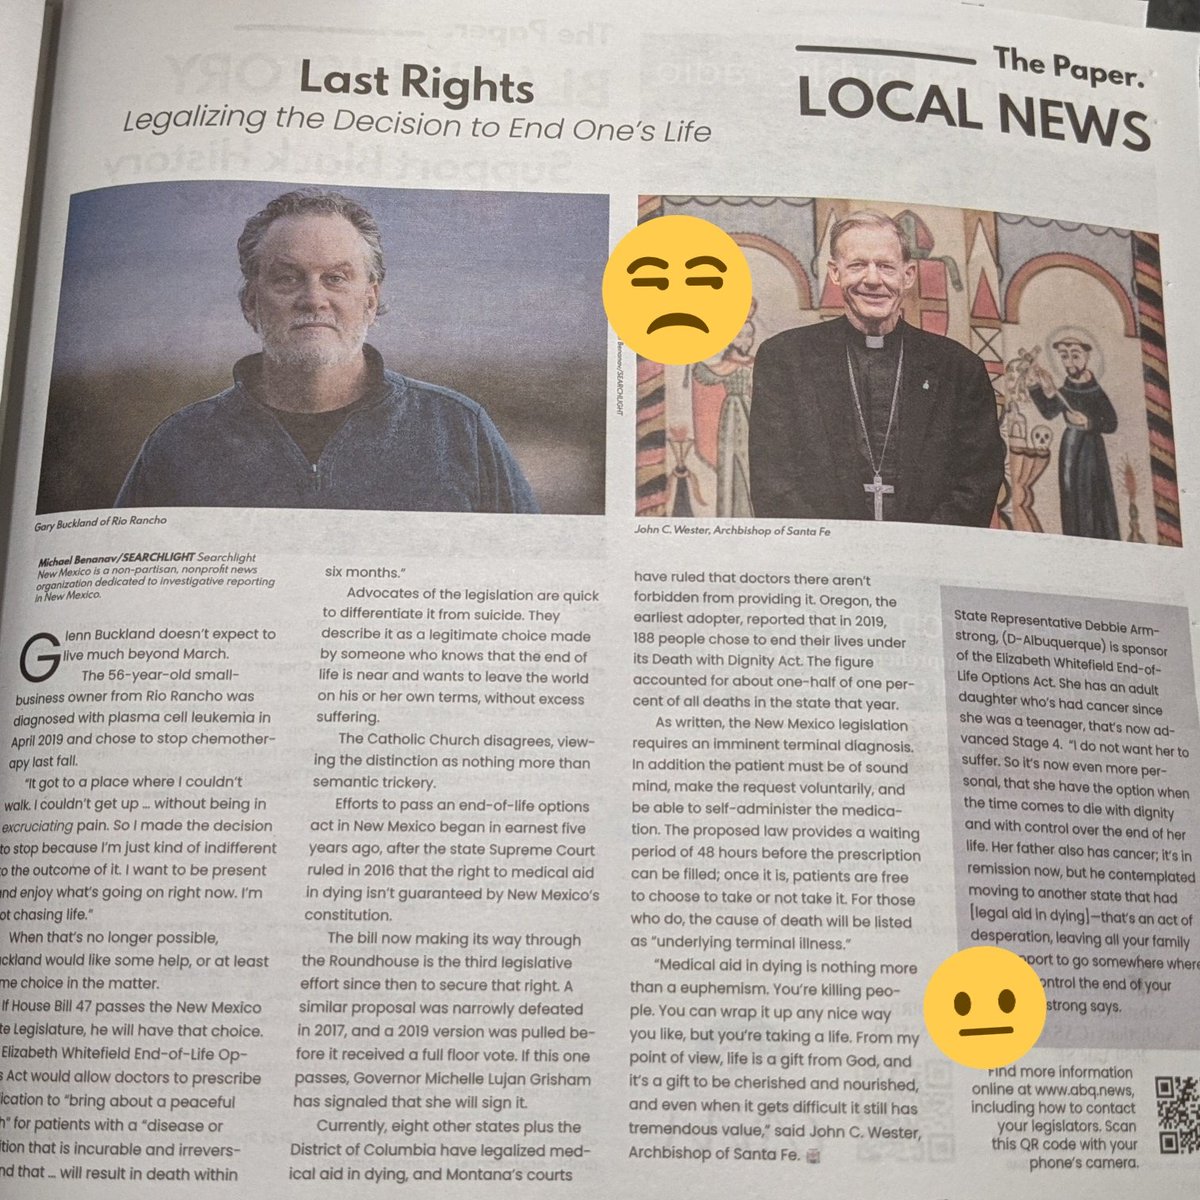 The Paper.
LOCAL NEWS
Last Rights
Legalizing the Decision to End One's Life
Benanav/SEARCHLIGHT
Gary Buckland of Rio Rancho
John C. Wester, Archbishop of Santa Fe
Michael Benanav/SEARCHLIGHT Searchlight
New Mexico is a non-partisan, nonprofit news
organization dedicated to investigative reporting
in New Mexico.
Glenn Buckland doesn't expect to
live much beyond March.
The 56-year-old small-
business owner from Rio Rancho was
diagnosed with plasma cell leukemia in
April 2019 and chose to stop chemother-
apy last fall.
"It got to a place where I couldn't
walk. I couldn't get up ... without being in
excruciating pain. So I made the decision
to stop because I'm just kind of indifferent
to the outcome of it. I want to be present
and enjoy what's going on right now. I'm
not chasing life."
When that's no longer possible,
ckland would like some help, or at least
me choice in the matter.
If House Bill 47 passes the New Mexico
te Legislature, he will have that choice.
Elizabeth Whitefield End-of-Life Op-
s Act would allow doctors to prescribe
ication to "bring about a peaceful
h" for patients with a "disease or
ition that is incurable and irrevers-
nd that ... will result in death within
six months."
Advocates of the legislation are quick
to differentiate it from suicide. They
describe it as a legitimate choice made
by someone who knows that the end of
life is near and wants to leave the world
on his or her own terms, without excess
suffering.
The Catholic Church disagrees, view-
ing the distinction as nothing more than
semantic trickery.
Efforts to pass an end-of-life options
act in New Mexico began in earnest five
years ago, after the state Supreme Court
ruled in 2016 that the right to medical aid
in dying isn't guaranteed by New Mexico's
constitution.
The bill now making its way through
the Roundhouse is the third legislative
effort since then to secure that right. A
similar proposal was narrowly defeated
in 2017, and a 2019 version was pulled be-
fore it received a full floor vote. If this one
passes, Governor Michelle Lujan Grisham
has signaled that she will sign it.
Currently, eight other states plus the
District of Columbia have legalized med-
ical aid in dying, and Montana's courts
have ruled that doctors there aren't
forbidden from providing it. Oregon, the
earliest adopter, reported that in 2019,
188 people chose to end their lives under
its Death with Dignity Act. The figure
accounted for about one-half of one per-
cent of all deaths in the state that year.
As written, the New Mexico legislation
requires an imminent terminal diagnosis.
In addition the patient must be of sound
mind, make the request voluntarily, and
be able to self-administer the medica-
tion. The proposed law provides a waiting
period of 48 hours before the prescription
can be filled; once it is, patients are free
to choose to take or not take it. For those
who do, the cause of death will be listed
as "underlying terminal illness."
"Medical aid in dying is nothing more
than a euphemism. You're killing peo-
ple. You can wrap it up any nice way
you like, but you're taking a life. From my
point of view, life is a gift from God, and
it's a gift to be cherished and nourished,
and even when it gets difficult it still has
tremendous value," said John C. Wester,
Archbishop of Santa Fe.
State Representative Debbie Arm-
strong, (D-Albuquerque) is sponsor
of the Elizabeth Whitefield End-of-
Life Options Act. She has an adult
daughter who's had cancer since
she was a teenager, that's now ad-
vanced Stage 4. "I do not want her to
suffer. So it's now even more per-
sonal, that she have the option when
the time comes to die with dignity
and with control over the end of her
life. Her father also has cancer; it's in
remission now, but he contemplated
moving to another state that had
[legal aid in dying]—that's an act of
desperation, leaving all your family
port to go somewhere where
ontrol the end of your
strong says.
Find more information
online at www.abq.news,
including how to contact
your legislators. Scan
this QR code with your
phone's camera.